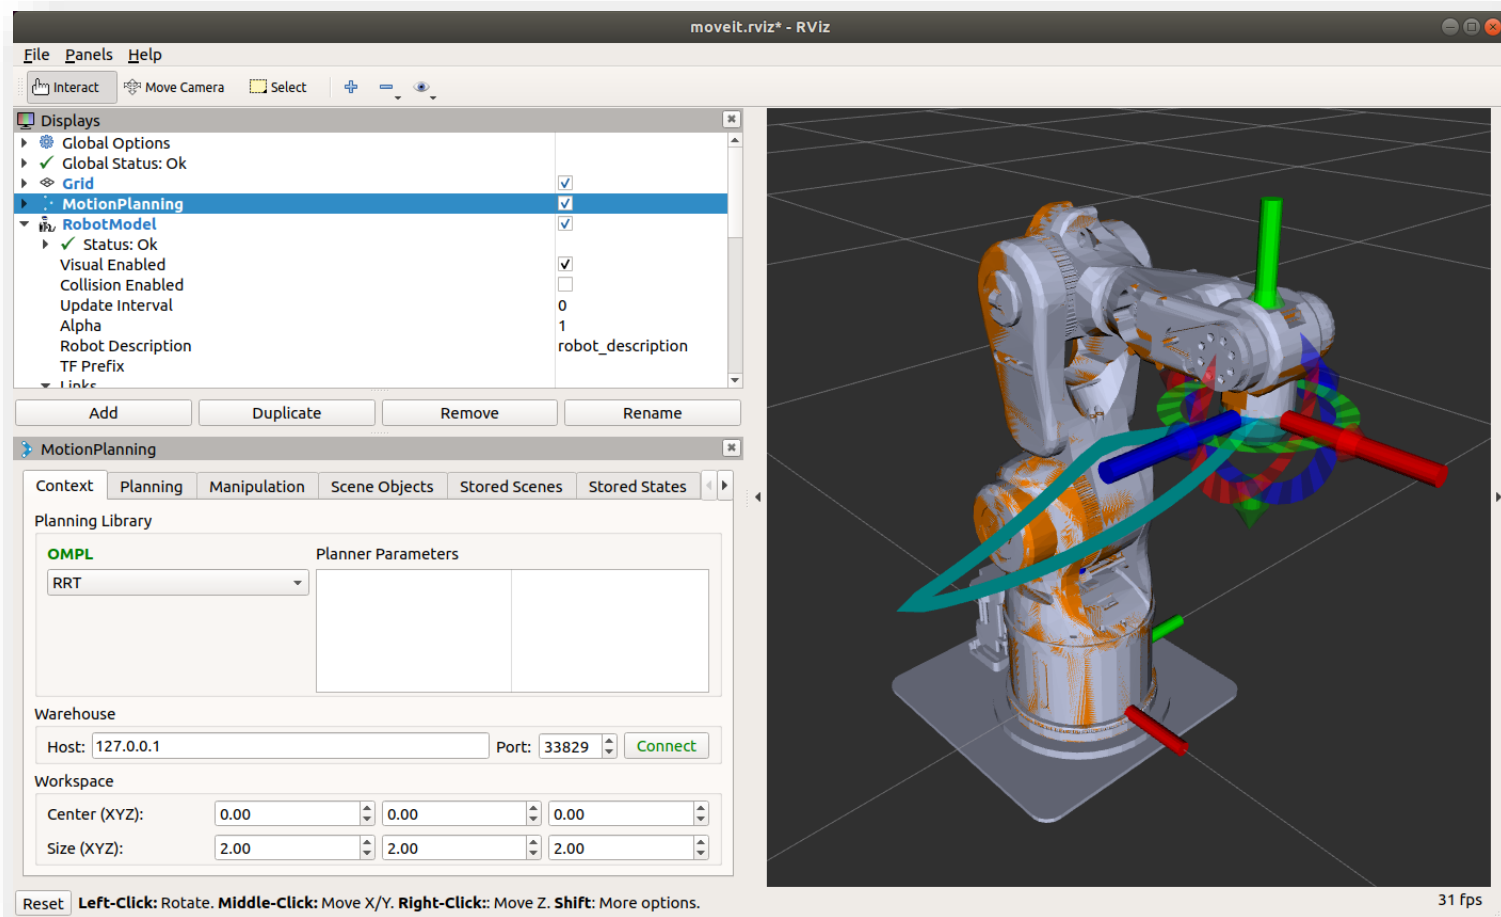 moveit.rviz* - RViz
File Panels Help
Interact Move Camera Select
Displays
Global Options
Global Status: Ok
Grid
MotionPlanning
RobotModel
Status: Ok
Visual Enabled
Collision Enabled
Update Interval 0
Alpha 1
Robot Description robot_description
TF Prefix
Links
Add Duplicate Remove Rename
MotionPlanning
Context Planning Manipulation Scene Objects Stored Scenes Stored States
Planning Library
OMPL Planner Parameters
RRT
Warehouse
Host: 127.0.0.1 Port: 33829 Connect
Workspace
Center (XYZ): 0.00 0.00 0.00
Size (XYZ): 2.00 2.00 2.00
Reset Left-Click: Rotate. Middle-Click: Move X/Y. Right-Click:: Move Z. Shift: More options. 31 fps